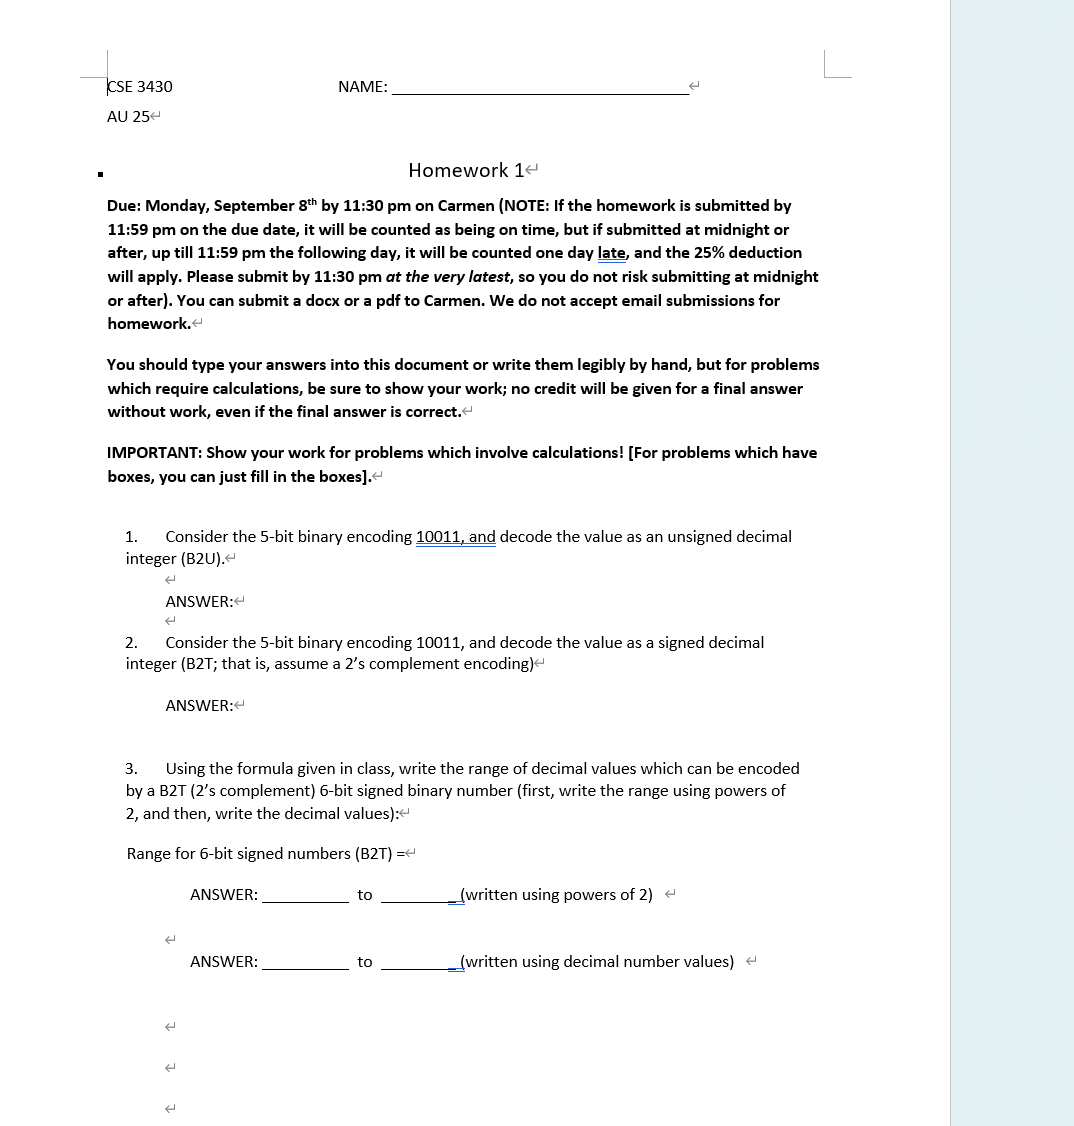 CSE 3430 NAME: ___________________________________
AU 25
Homework 1
Due: Monday, September 8th by 11:30 pm on Carmen (NOTE: If the homework is submitted by
11:59 pm on the due date, it will be counted as being on time, but if submitted at midnight or
after, up till 11:59 pm the following day, it will be counted one day late, and the 25% deduction
will apply. Please submit by 11:30 pm at the very latest, so you do not risk submitting at midnight
or after). You can submit a docx or a pdf to Carmen. We do not accept email submissions for
homework.
You should type your answers into this document or write them legibly by hand, but for problems
which require calculations, be sure to show your work; no credit will be given for a final answer
without work, even if the final answer is correct.
IMPORTANT: Show your work for problems which involve calculations! [For problems which have
boxes, you can just fill in the boxes].
1. Consider the 5-bit binary encoding 10011, and decode the value as an unsigned decimal
integer (B2U).
ANSWER:
2. Consider the 5-bit binary encoding 10011, and decode the value as a signed decimal
integer (B2T; that is, assume a 2’s complement encoding)
ANSWER:
3. Using the formula given in class, write the range of decimal values which can be encoded
by a B2T (2’s complement) 6-bit signed binary number (first, write the range using powers of
2, and then, write the decimal values):
Range for 6-bit signed numbers (B2T) =
ANSWER: __________ to __________(written using powers of 2)
ANSWER: __________ to __________(written using decimal number values)